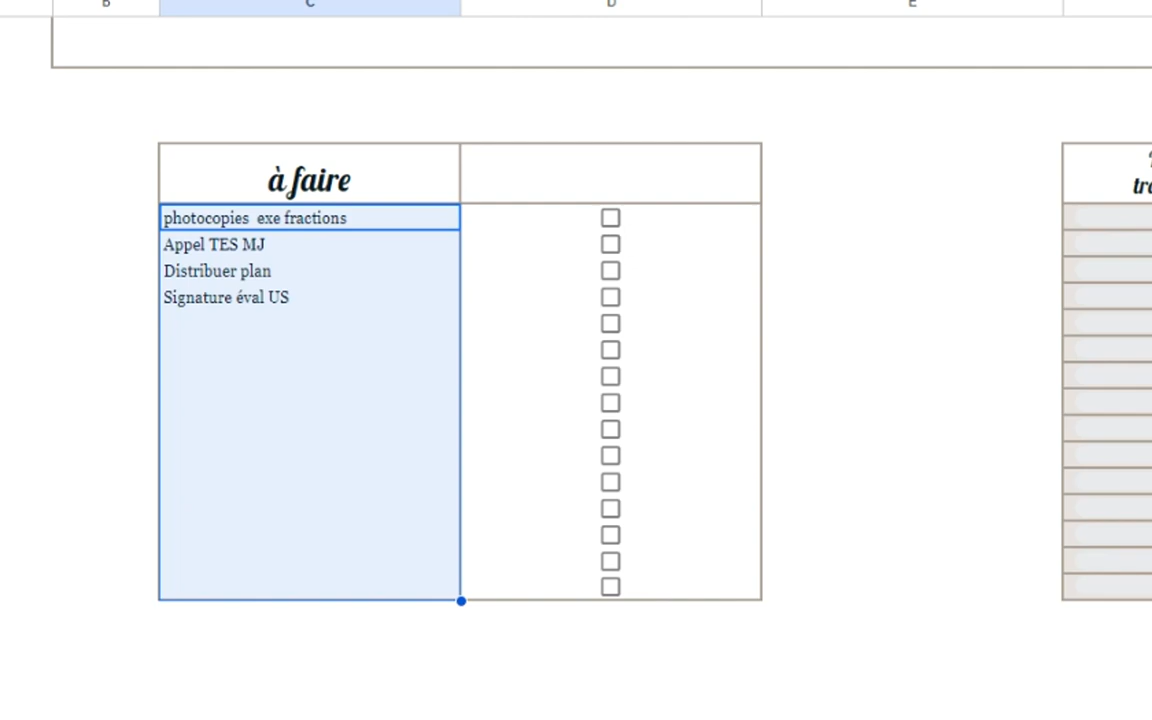 B C D E
à faire
photocopies  exe fractions
Appel TES MJ
Distribuer plan
Signature éval US